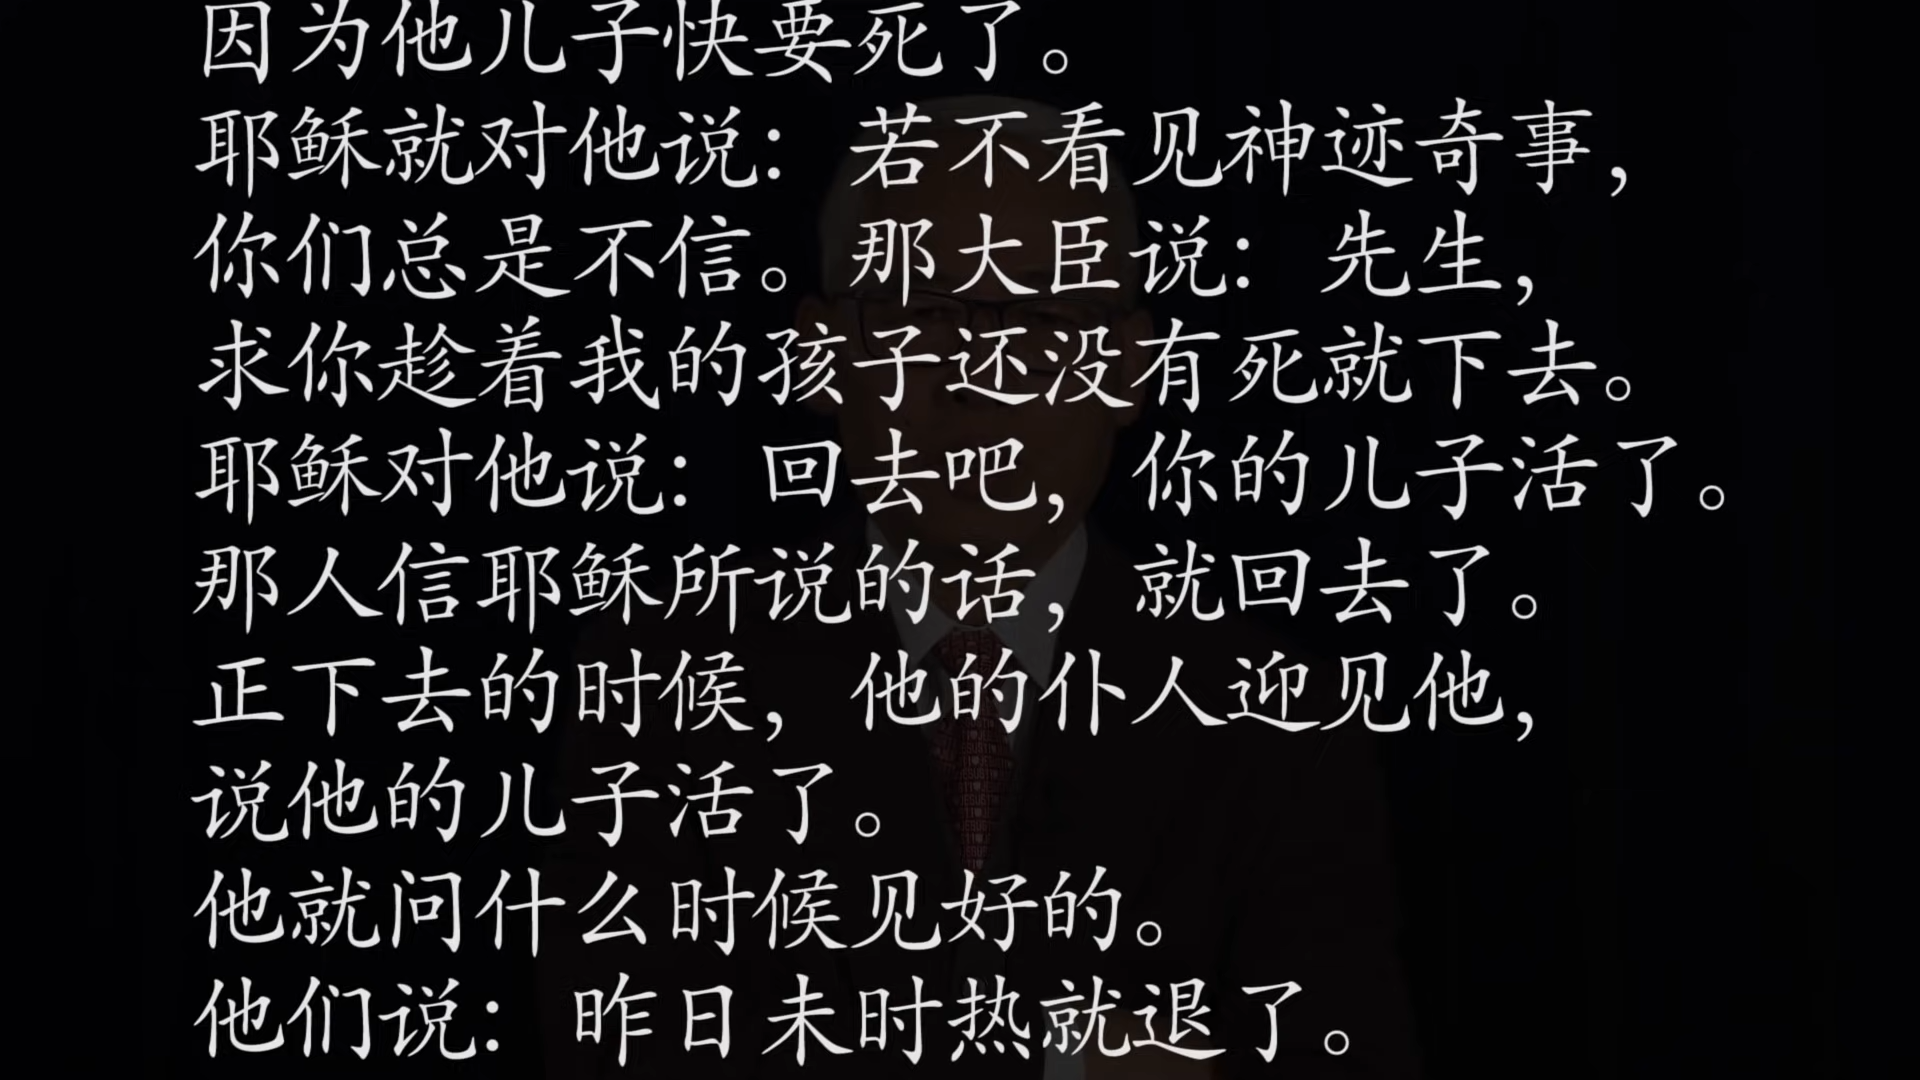 因为他儿子快要死了。
耶稣就对他说：若不看见神迹奇事，
你们总是不信。那大臣说：先生，
求你趁着我的孩子还没有死就下去。
耶稣对他说：回去吧，你的儿子活了。
那人信耶稣所说的话，就回去了。
正下去的时候，他的仆人迎见他，
说他的儿子活了。
他就问什么时候见好的。
他们说：昨日未时热就退了。